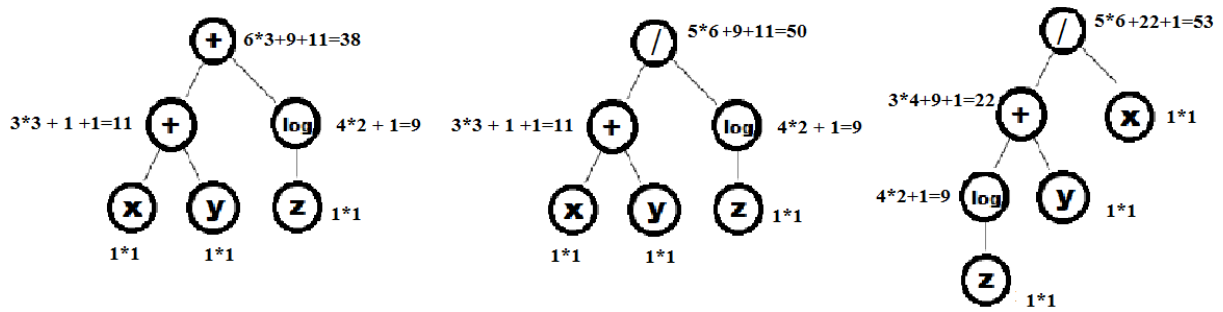 + 6*3+9+11=38
3*3 + 1 +1=11 + log 4*2 + 1=9
x y z 1*1
1*1 1*1
/ 5*6+9+11=50
3*3 + 1 +1=11 + log 4*2 + 1=9
x y z 1*1
1*1 1*1
/ 5*6+22+1=53
3*4+9+1=22 + x 1*1
4*2+1=9 log y 1*1
z 1*1